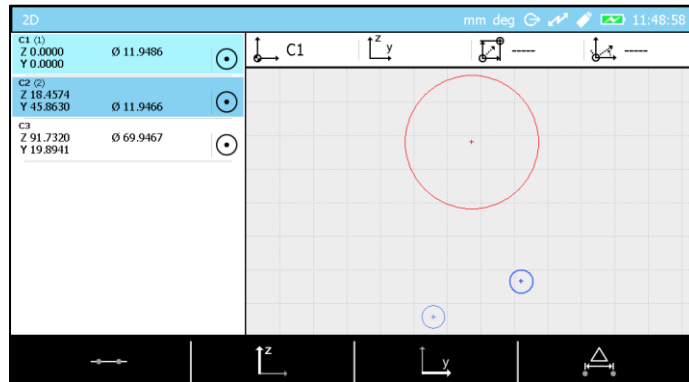 2D mm deg 11:48:58
C1 (1)
Z 0.0000 Ø 11.9486
Y 0.0000
C2 (2)
Z 18.4574
Y 45.8630 Ø 11.9466
C3
Z 91.7320 Ø 69.9467
Y 19.8941
C1 z y ----- -----
z
y